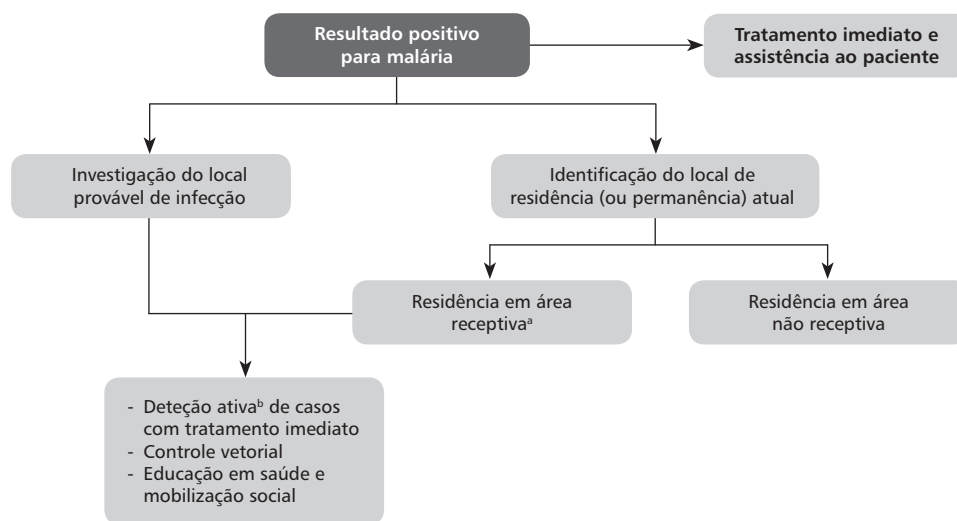 Resultado positivo
para malária
Tratamento imediato e
assistência ao paciente
Investigação do local
provável de infecção
Identificação do local de
residência (ou permanência) atual
Residência em área
receptivaᵃ
Residência em área
não receptiva
- Deteção ativaᵇ de casos
com tratamento imediato
- Controle vetorial
- Educação em saúde e
mobilização social